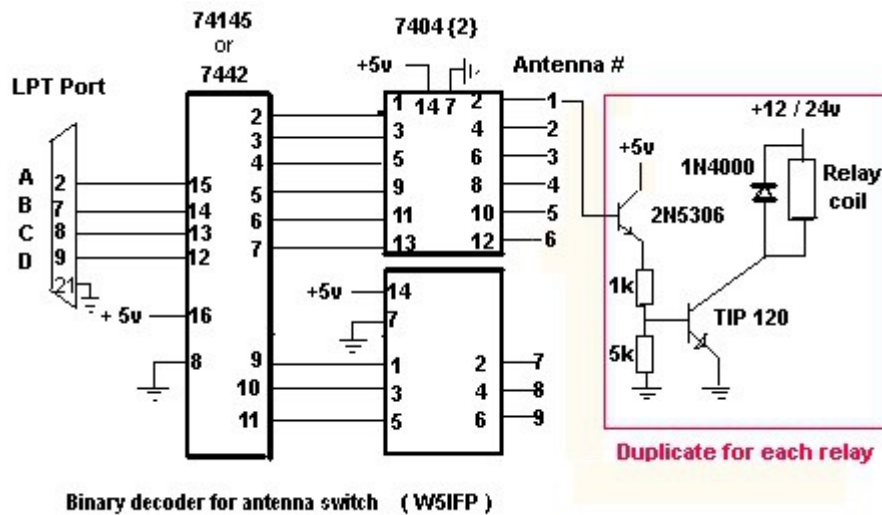 74145
or
7442
7404 {2}
+5v
Antenna #
LPT Port
14 7
1 2 1
3 4 2
5 6 3
9 8 4
11 10 5
13 12 6
2
3
4
5
6
7
A 2 15
B 7 14
C 8 13
D 9 12
21
+ 5v 16
8
9
10
11
+5v 14
7
1 2 7
3 4 8
5 6 9
+12 / 24v
+5v
1N4000
Relay
coil
2N5306
1k
TIP 120
5k
Duplicate for each relay
Binary decoder for antenna switch ( W5IFP )